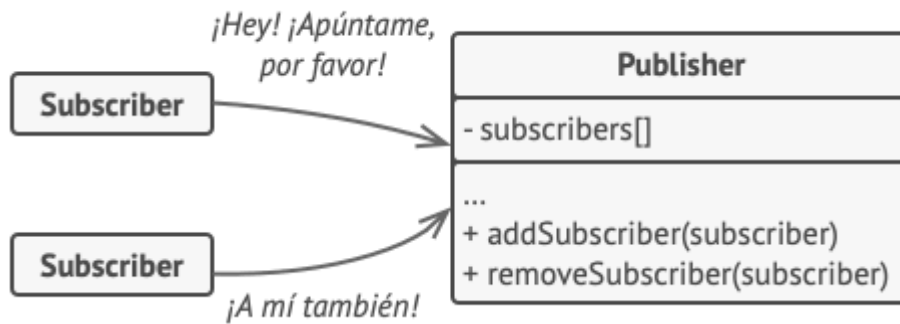 ¡Hey! ¡Apúntame,
por favor!
Subscriber
Subscriber
¡A mí también!
Publisher
- subscribers[]
...
+ addSubscriber(subscriber)
+ removeSubscriber(subscriber)